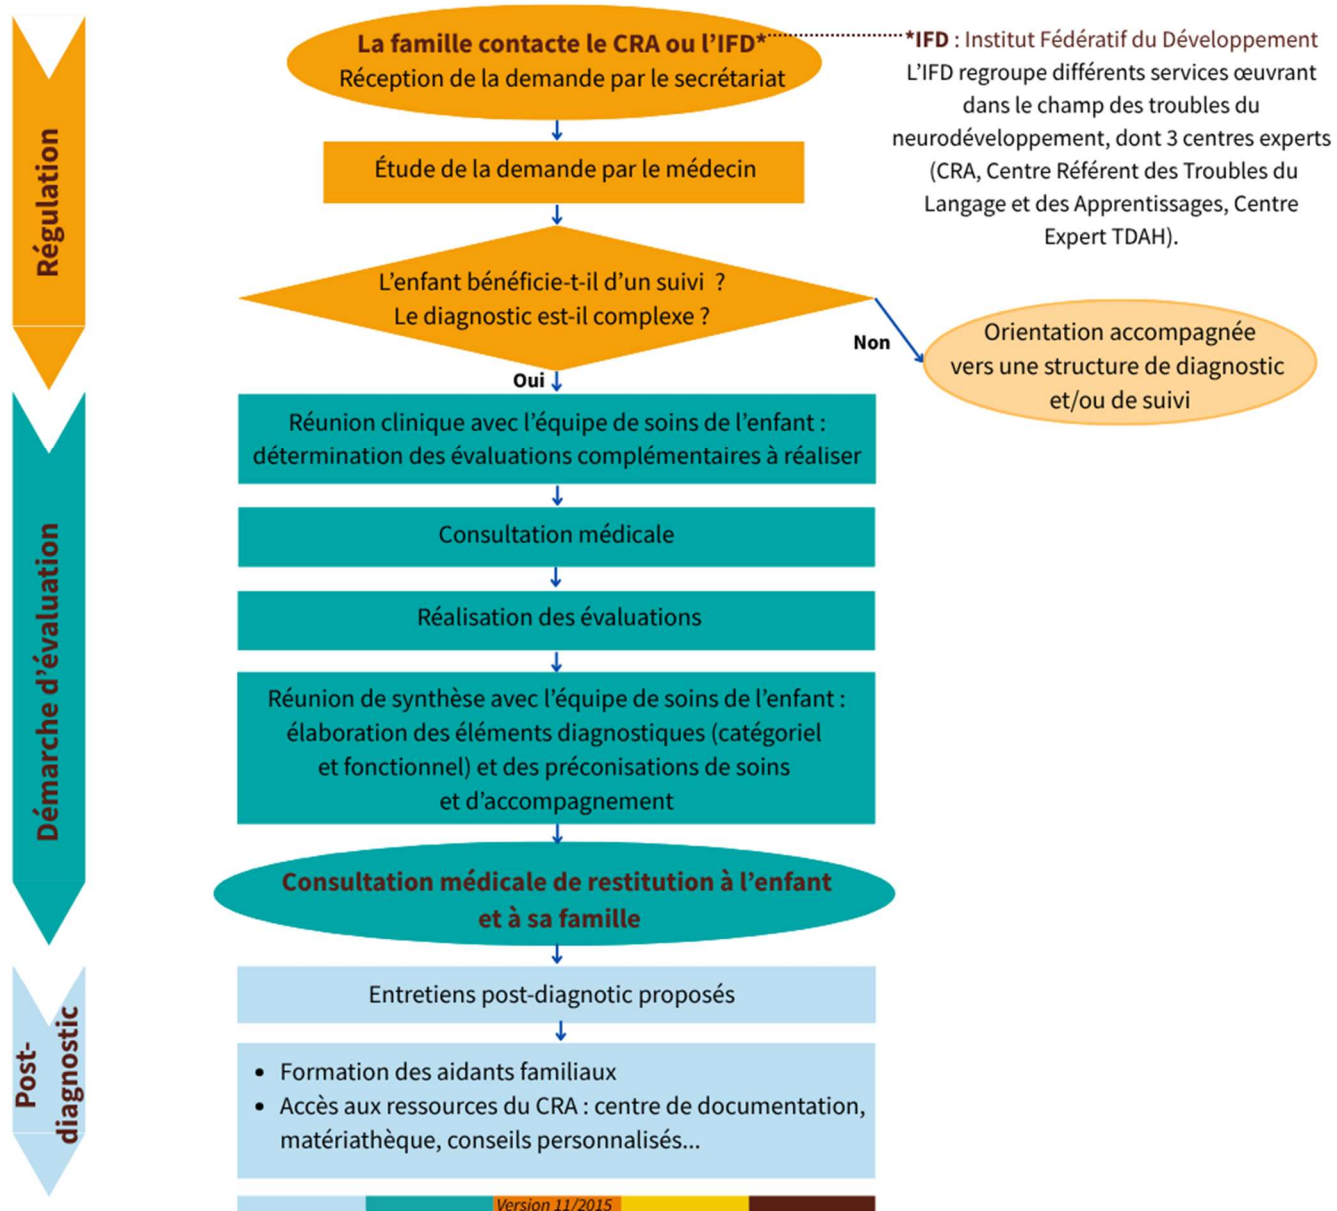 La famille contacte le CRA ou l’IFD*
Réception de la demande par le secrétariat
*IFD : Institut Fédératif du Développement
L’IFD regroupe différents services œuvrant
dans le champ des troubles du
neurodéveloppement, dont 3 centres experts
(CRA, Centre Référent des Troubles du
Langage et des Apprentissages, Centre
Expert TDAH).
Régulation
Étude de la demande par le médecin
L’enfant bénéficie-t-il d’un suivi ?
Le diagnostic est-il complexe ?
Non
Orientation accompagnée
vers une structure de diagnostic
et/ou de suivi
Oui
Démarche d’évaluation
Réunion clinique avec l’équipe de soins de l’enfant :
détermination des évaluations complémentaires à réaliser
Consultation médicale
Réalisation des évaluations
Réunion de synthèse avec l’équipe de soins de l’enfant :
élaboration des éléments diagnostiques (catégoriel
et fonctionnel) et des préconisations de soins
et d’accompagnement
Consultation médicale de restitution à l’enfant
et à sa famille
Post-
diagnostic
Entretiens post-diagnotic proposés
• Formation des aidants familiaux
• Accès aux ressources du CRA : centre de documentation,
matériathèque, conseils personnalisés...
Version 11/2015